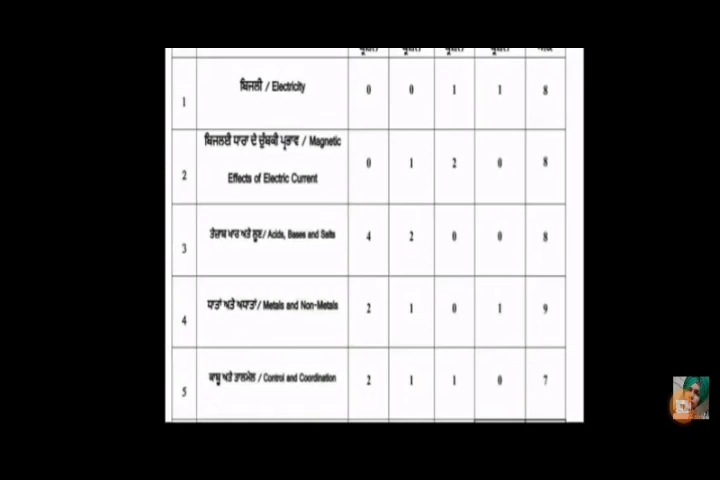 ਬਿਜਲੀ / Electricity 0 0 1 1 8
1
ਬਿਜਲਈ ਧਾਰਾ ਦੇ ਚੁੰਬਕੀ ਪ੍ਰਭਾਵ / Magnetic
0 1 2 0 8
2 Effects of Electric Current
ਤੇਜ਼ਾਬ ਖਾਰ ਅਤੇ ਲੂਣ/ Acids, Bases and Salts 4 2 0 0 8
3
ਧਾਤਾਂ ਅਤੇ ਅਧਾਤਾਂ/ Metals and Non-Metals 2 1 0 1 9
4
ਕਾਬੂ ਅਤੇ ਤਾਲਮੇਲ / Control and Coordination 2 1 1 0 7
5